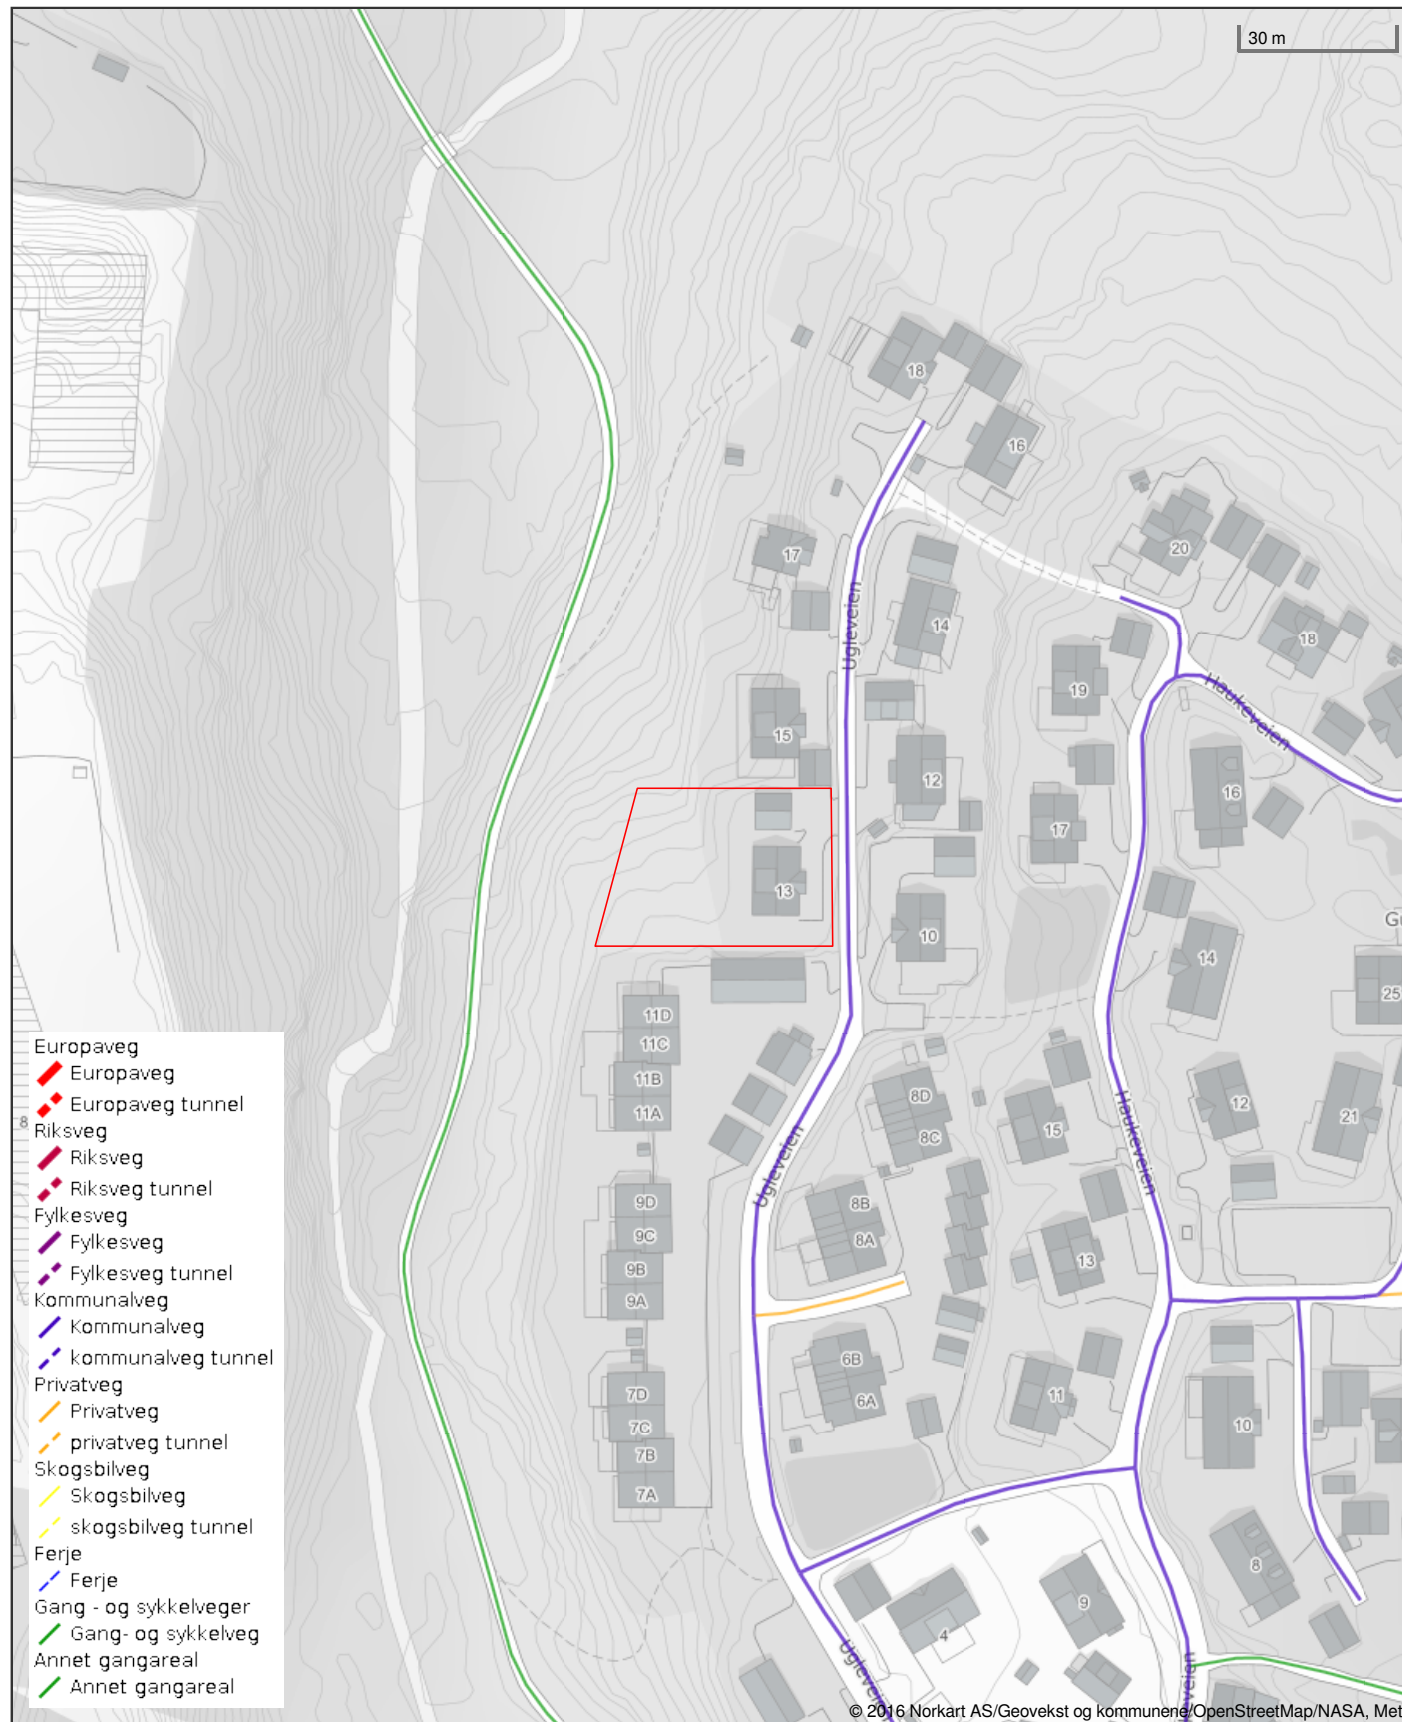 30 m
18
16
20
17
14
18
Ugleveien
19
Haukeveien
15
12
16
17
13
10
14
Gu
25
11D
11C
11B
11A
8D
8C
15
Haukeveien
12
21
8
Ugleveien
9D
9C
9B
9A
8B
8A
13
6B
6A
11
10
7D
7C
7B
7A
8
9
4
Ugleveien
eveien
Europaveg
Europaveg
Europaveg tunnel
Riksveg
Riksveg
Riksveg tunnel
Fylkesveg
Fylkesveg
Fylkesveg tunnel
Kommunalveg
Kommunalveg
kommunalveg tunnel
Privatveg
Privatveg
privatveg tunnel
Skogsbilveg
Skogsbilveg
skogsbilveg tunnel
Ferje
Ferje
Gang - og sykkelveger
Gang- og sykkelveg
Annet gangareal
Annet gangareal
© 2016 Norkart AS/Geovekst og kommunene/OpenStreetMap/NASA, Met